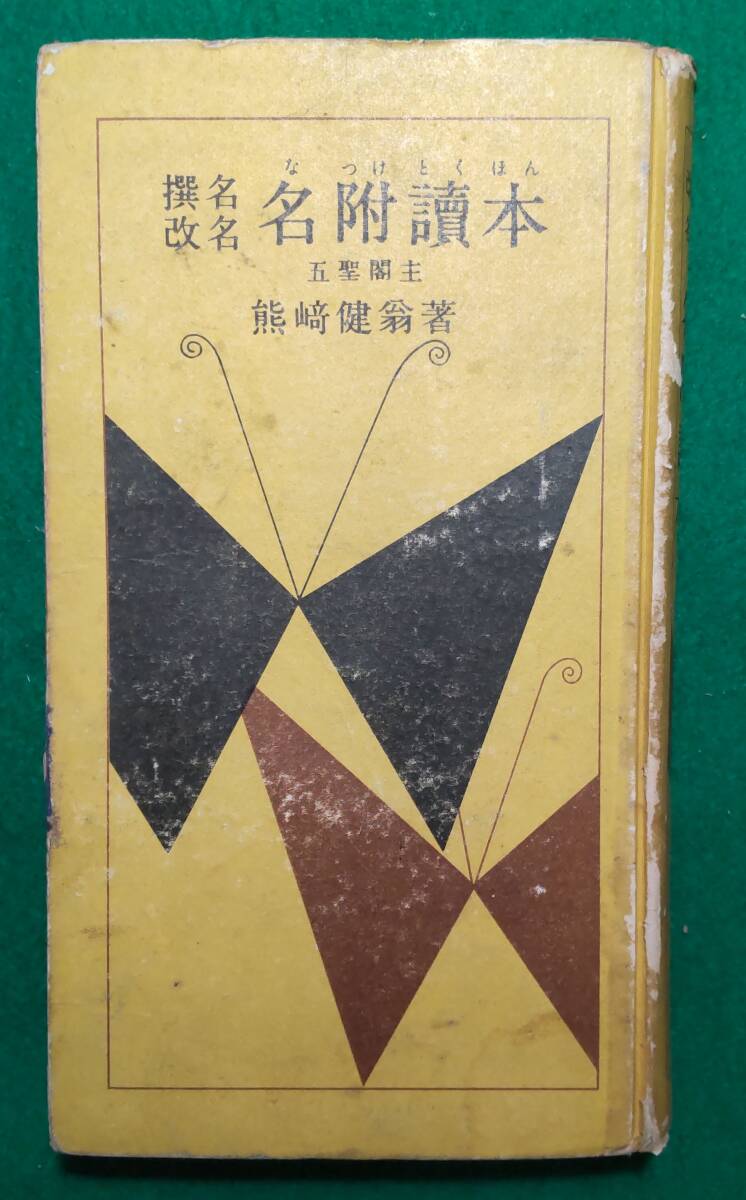 なつけとくほん
撰名
改名
名附讀本
五聖閣主
熊﨑健翁著